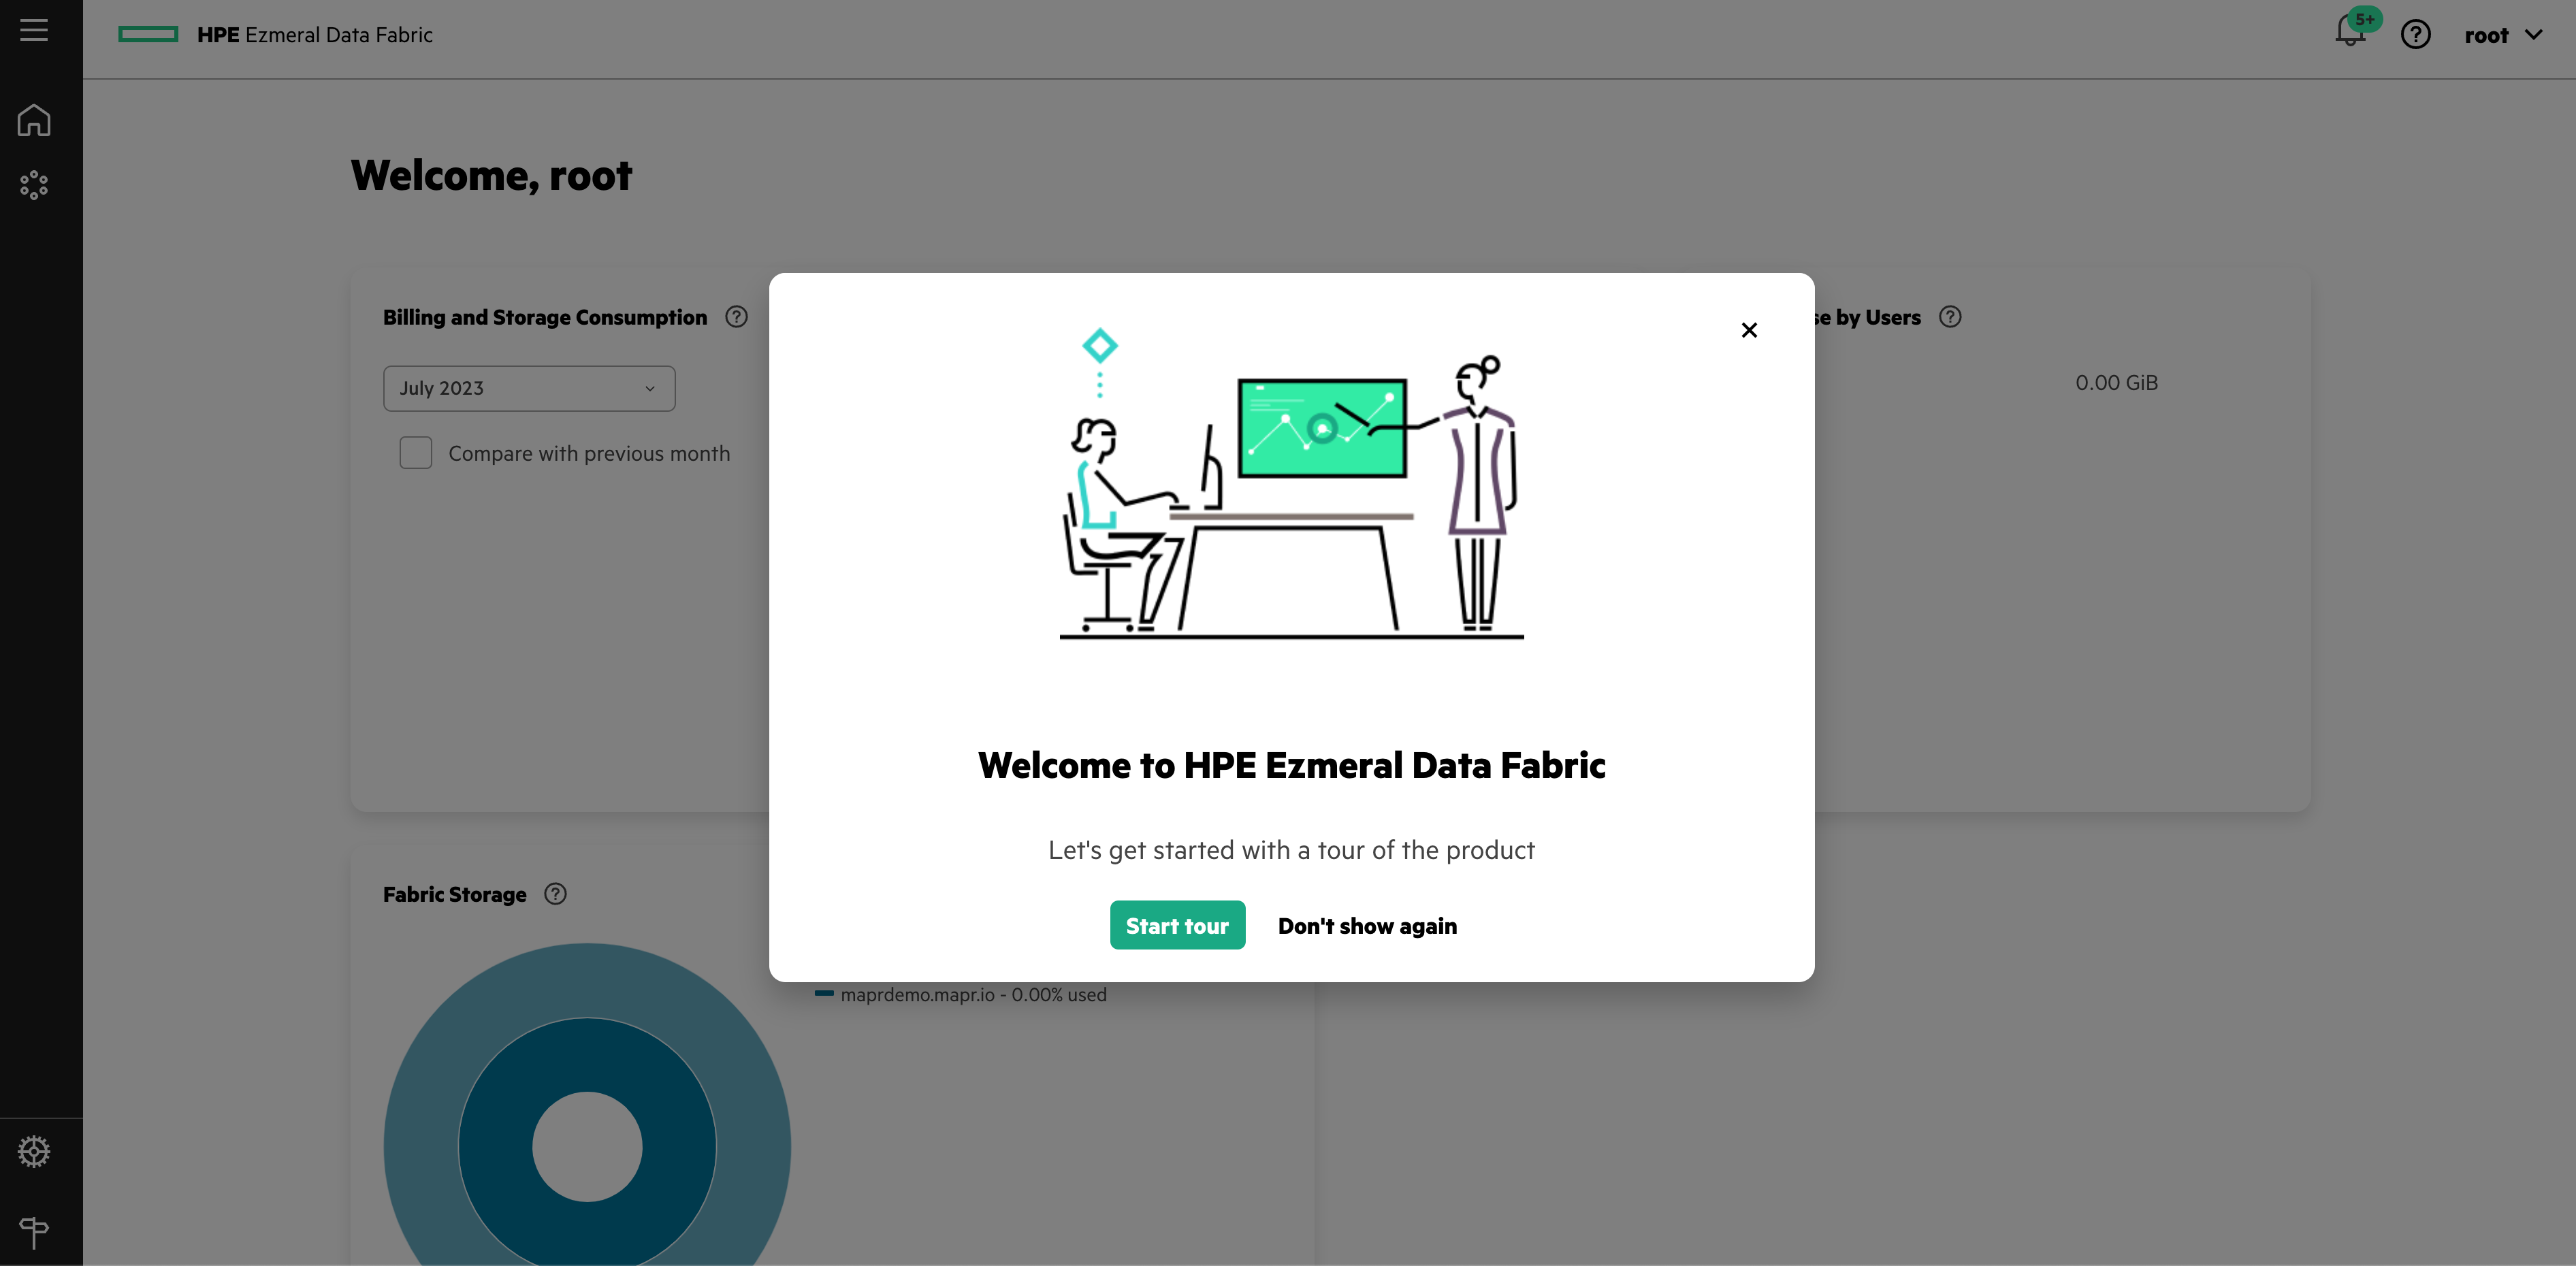 HPE Ezmeral Data Fabric
5+
root
Welcome, root
Billing and Storage Consumption
July 2023
Compare with previous month
by Users
0.00 GiB
Welcome to HPE Ezmeral Data Fabric
Let's get started with a tour of the product
Start tour
Don't show again
Fabric Storage
maprdemo.mapr.io - 0.00% used